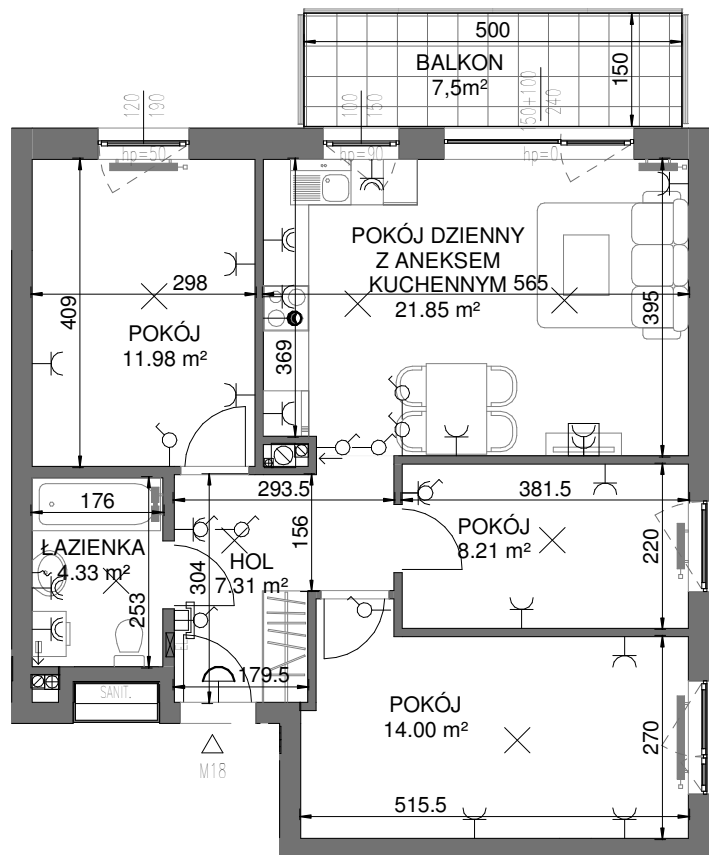 500
BALKON
7,5m²
150
120
190
100
150
150+100
240
hp=50
hp=90
hp=0
POKÓJ DZIENNY
Z ANEKSEM
KUCHENNYM 565
21.85 m²
298
409
POKÓJ
11.98 m²
369
395
293.5
381.5
176
156
POKÓJ
8.21 m²
220
ŁAZIENKA
4.33 m²
HOL
7.31 m²
304
253
179.5
SANIT.
POKÓJ
14.00 m²
270
M18
515.5